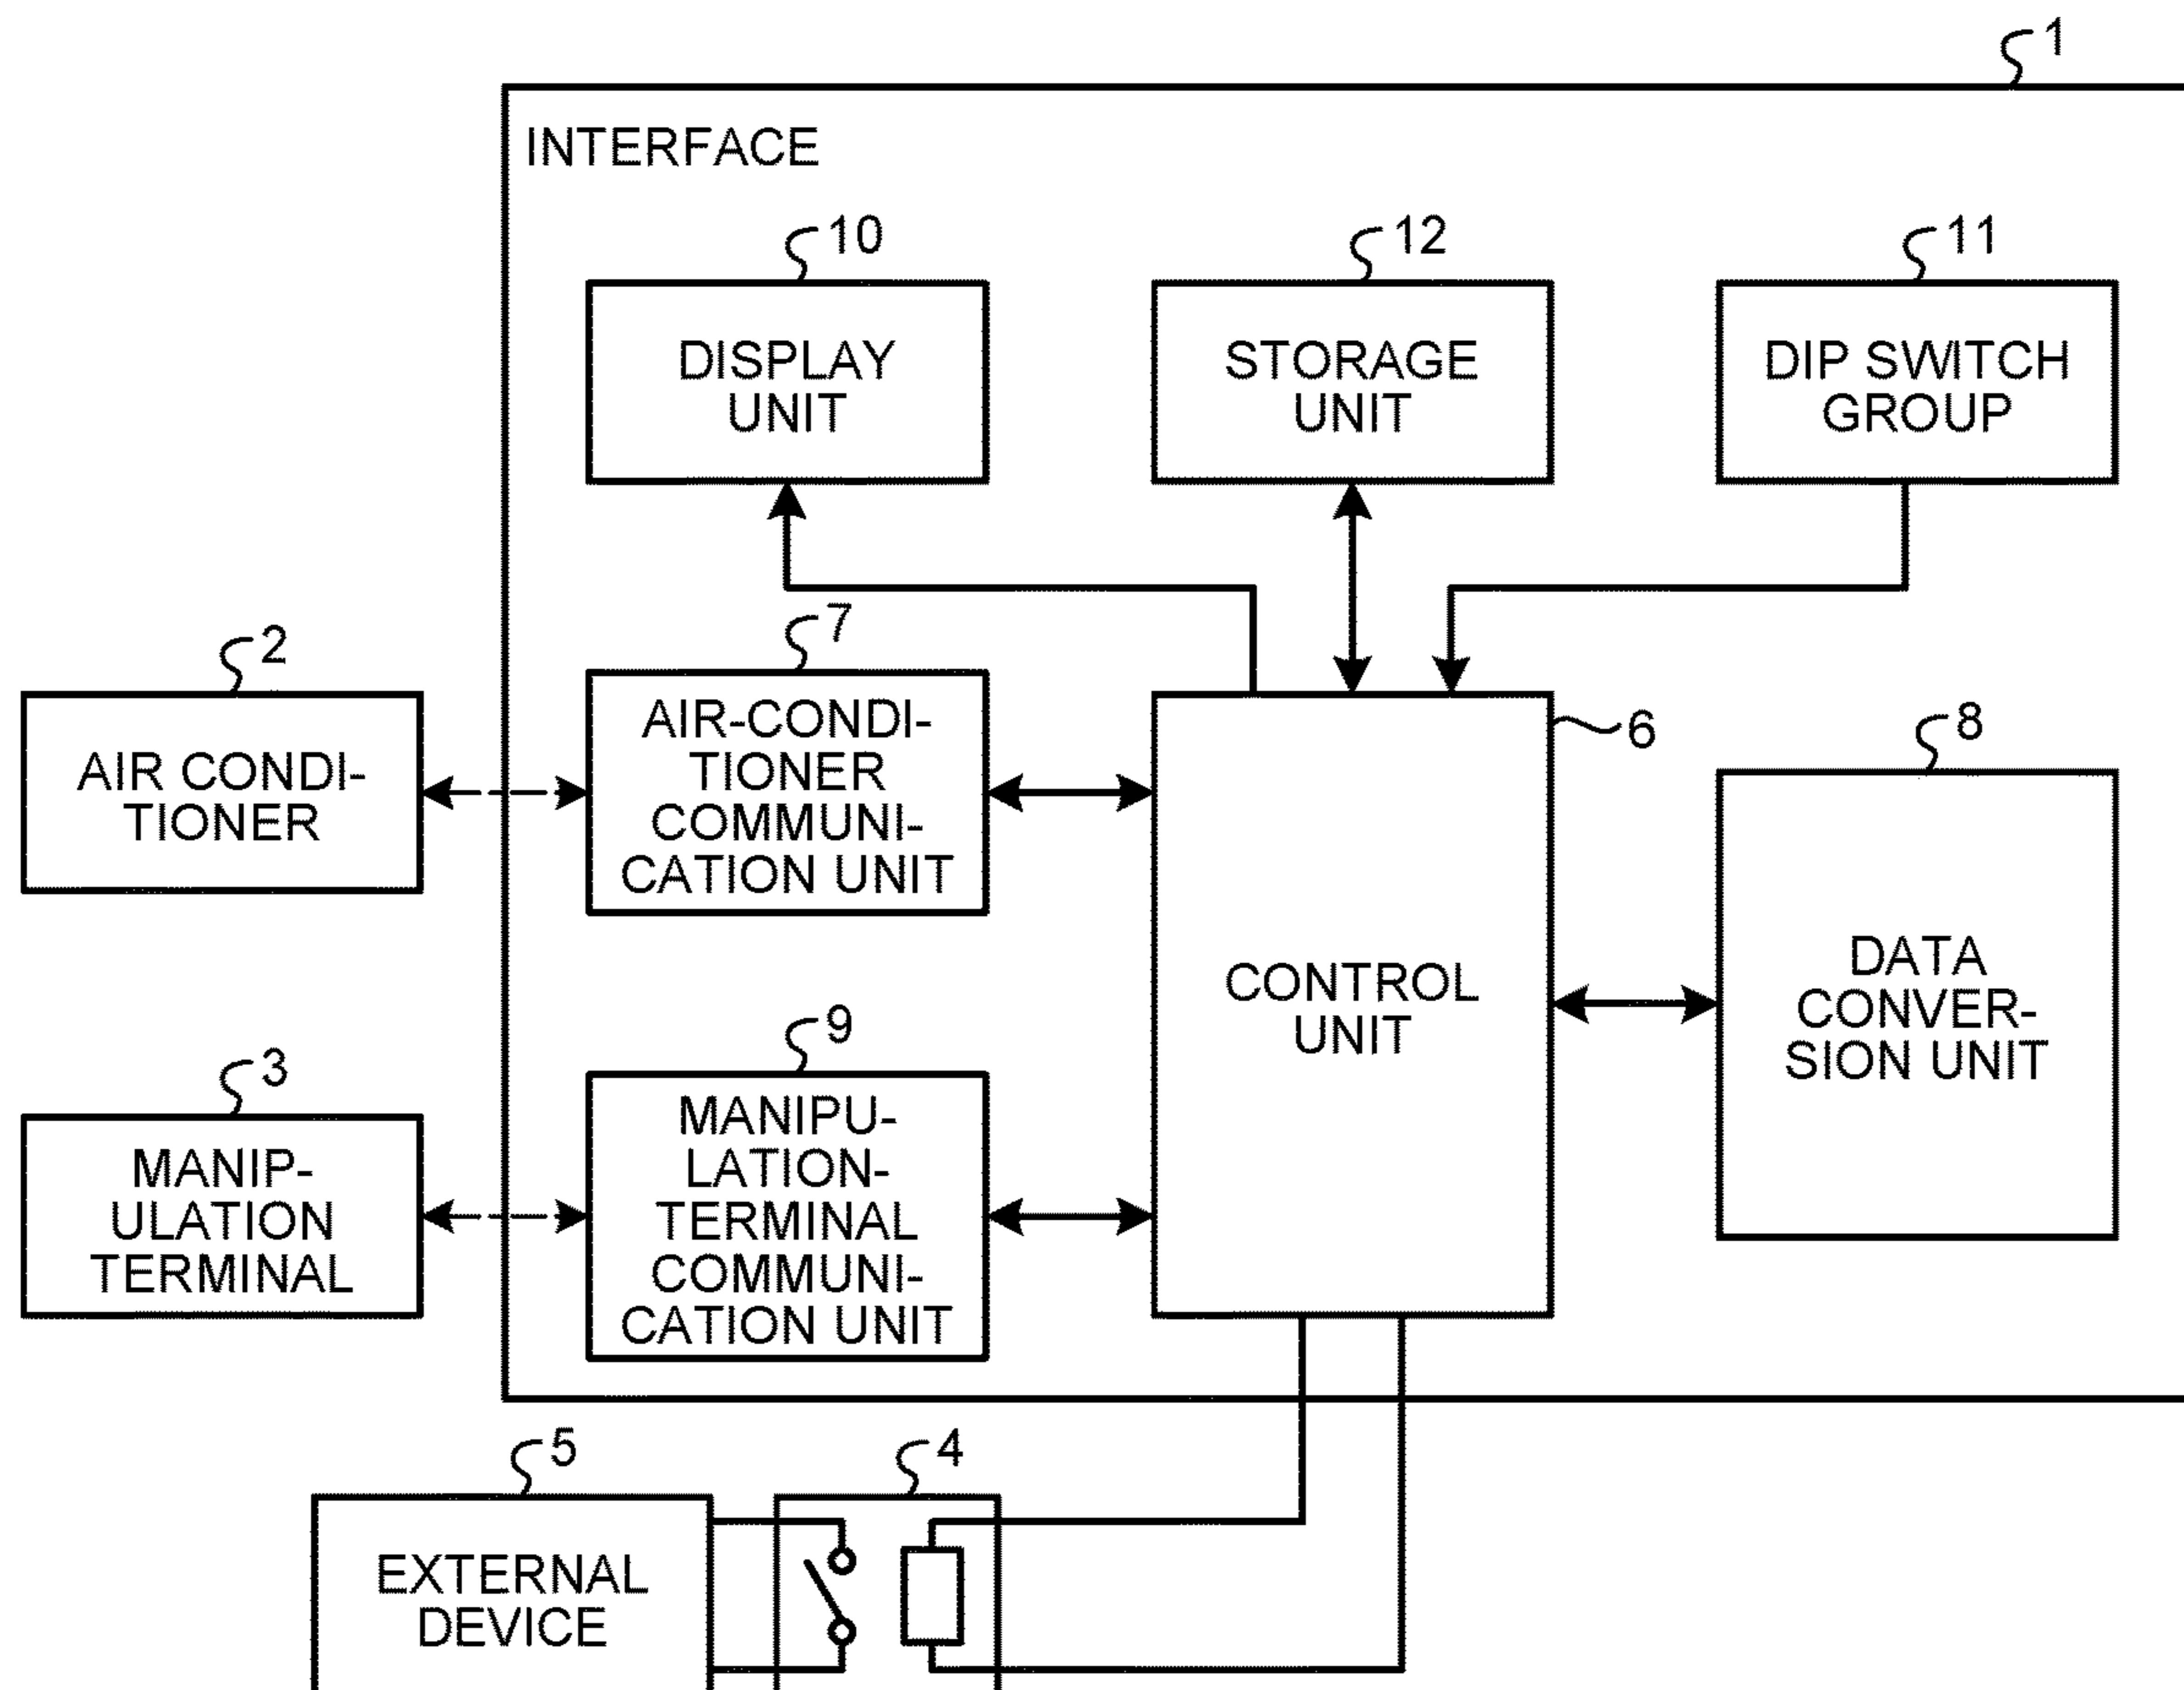 1
INTERFACE
10
DISPLAY
UNIT
12
STORAGE
UNIT
11
DIP SWITCH
GROUP
2
AIR CONDI-
TIONER
7
AIR-CONDI-
TIONER
COMMUNI-
CATION UNIT
6
CONTROL
UNIT
8
DATA
CONVER-
SION UNIT
3
MANIP-
ULATION
TERMINAL
9
MANIPU-
LATION-
TERMINAL
COMMUNI-
CATION UNIT
5
EXTERNAL
DEVICE
4